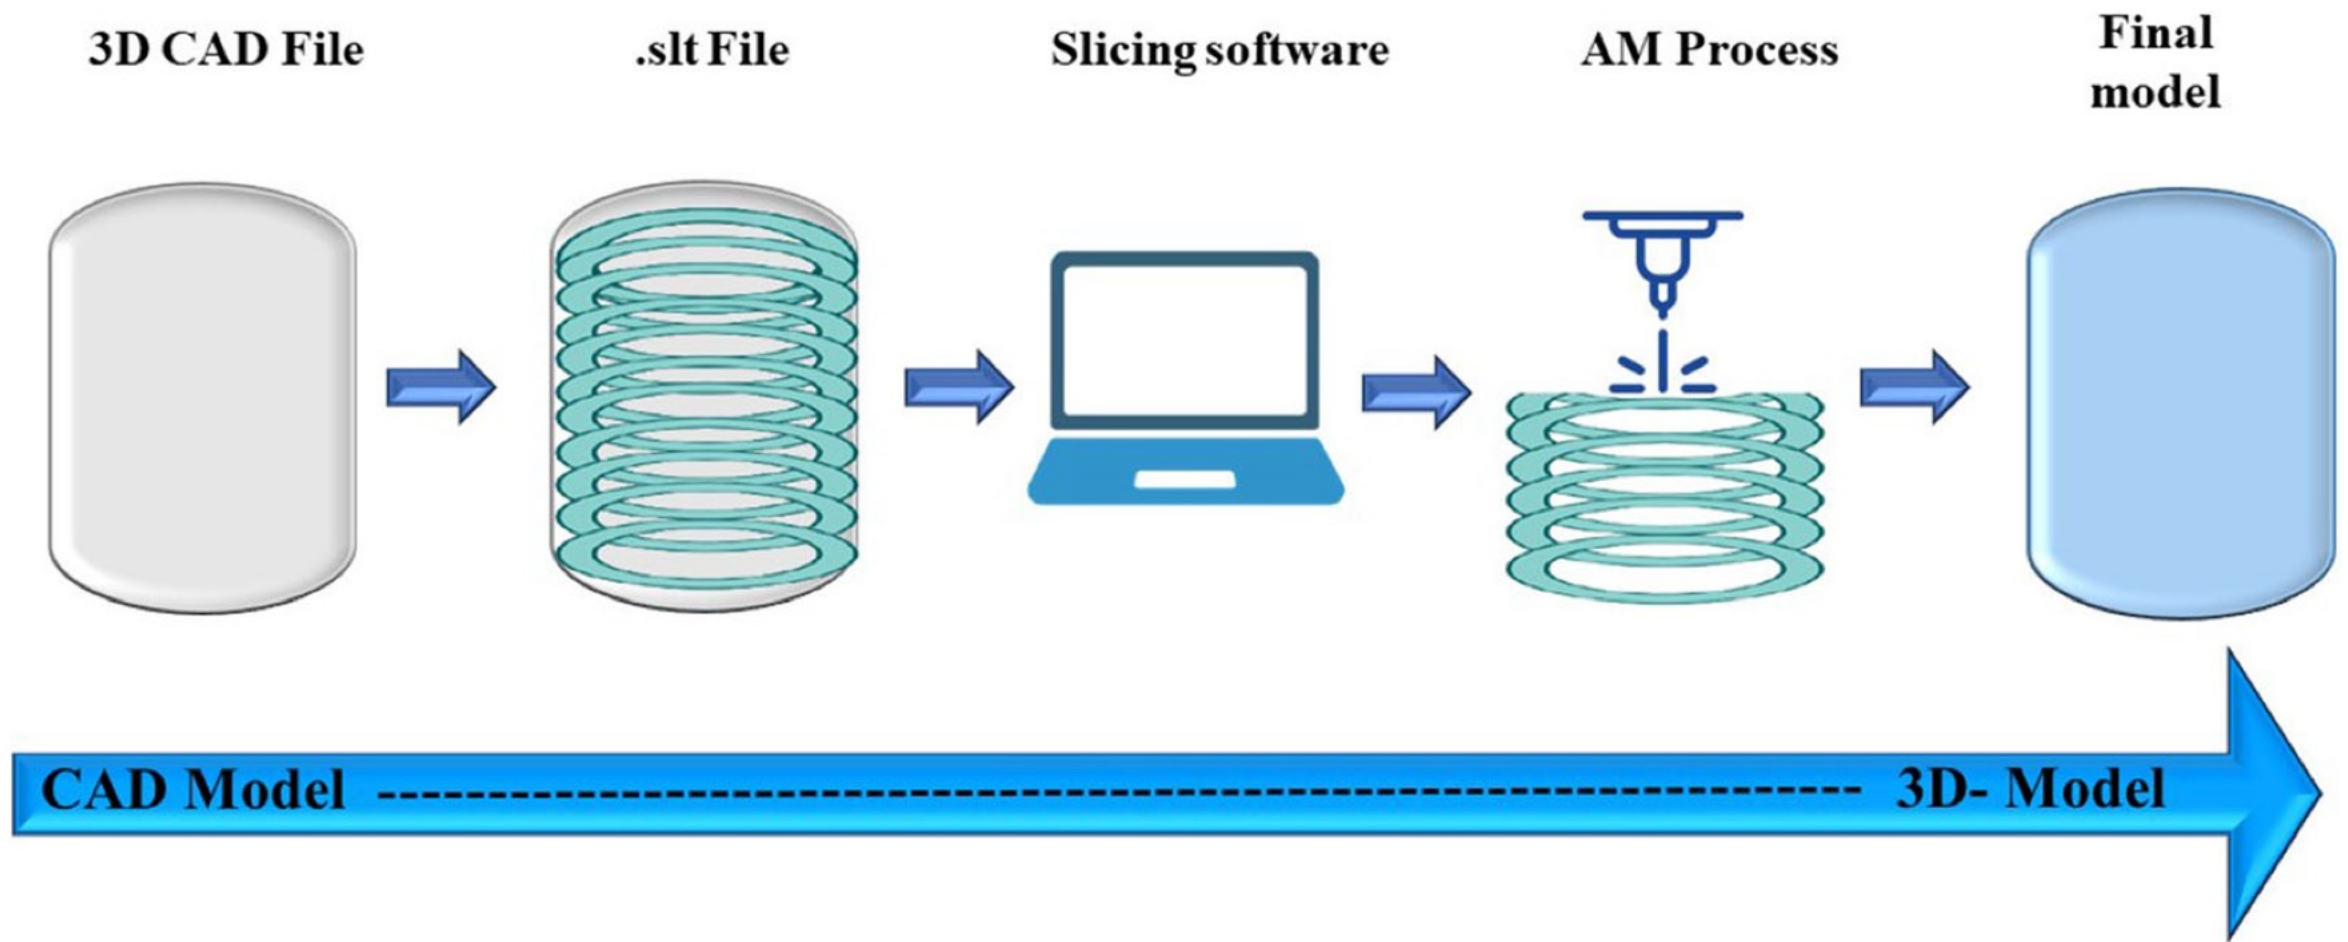 3D CAD File
.slt File
Slicing software
AM Process
Final
model
CAD Model ---------------------------------------- 3D- Model